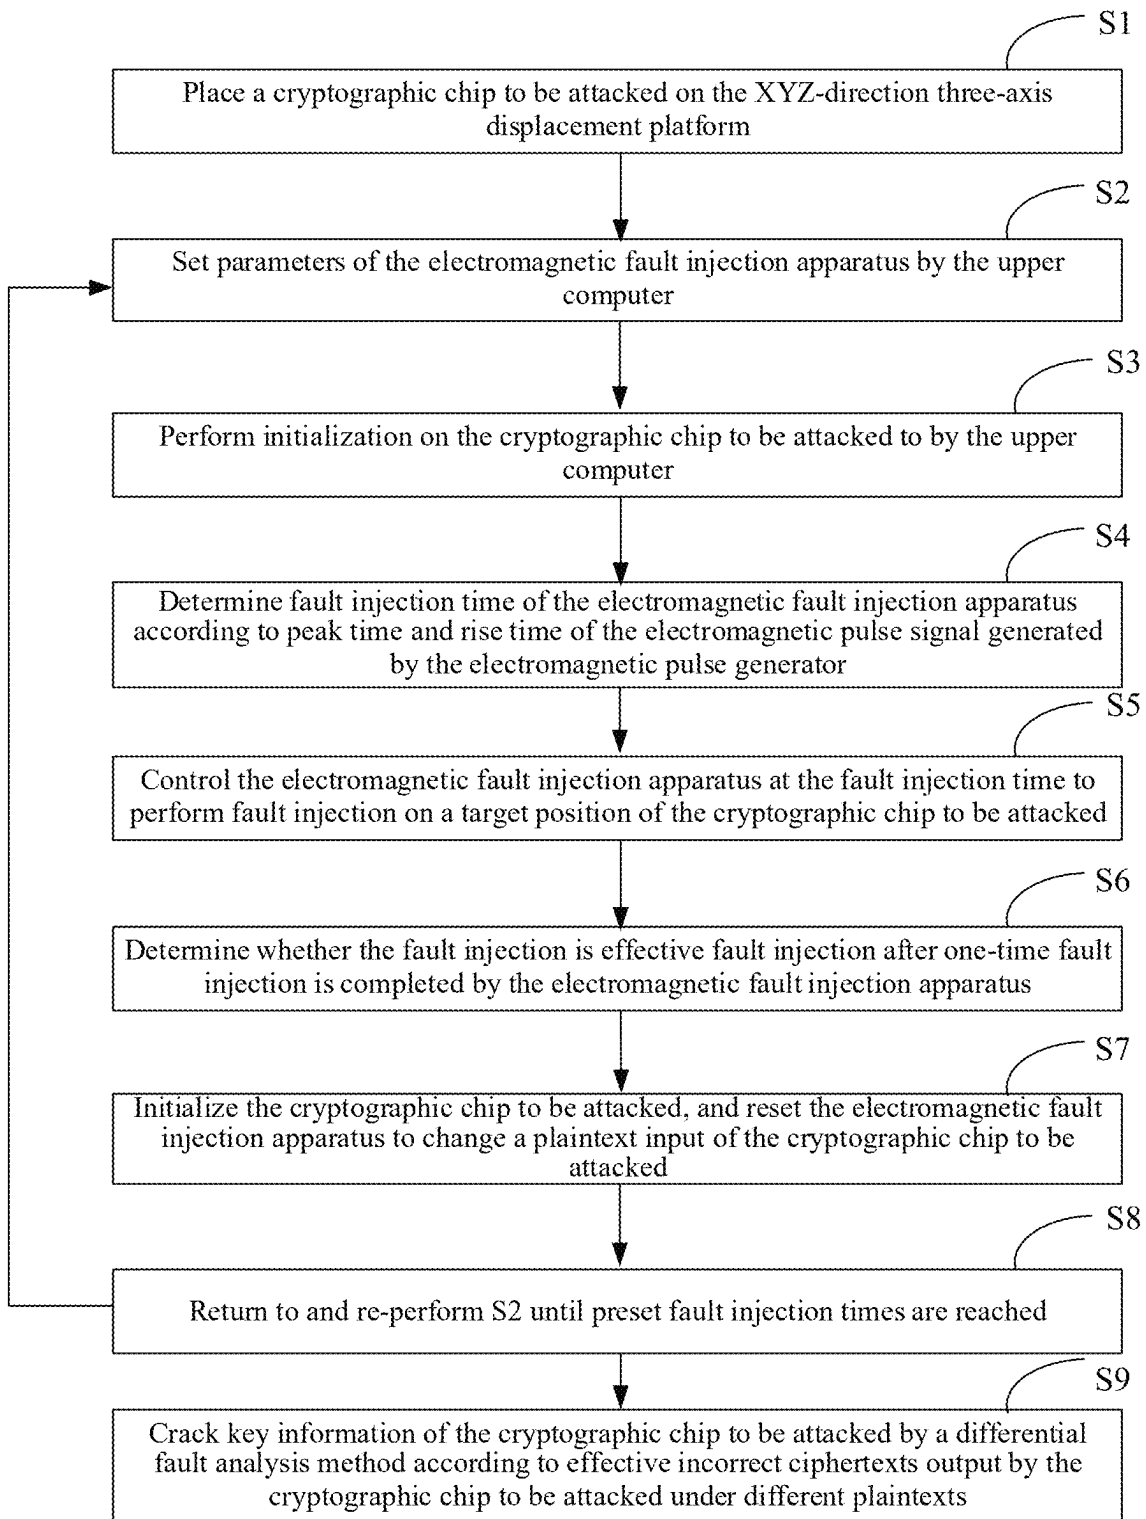 S1
Place a cryptographic chip to be attacked on the XYZ-direction three-axis
displacement platform
S2
Set parameters of the electromagnetic fault injection apparatus by the upper
computer
S3
Perform initialization on the cryptographic chip to be attacked to by the upper
computer
S4
Determine fault injection time of the electromagnetic fault injection apparatus
according to peak time and rise time of the electromagnetic pulse signal generated
by the electromagnetic pulse generator
S5
Control the electromagnetic fault injection apparatus at the fault injection time to
perform fault injection on a target position of the cryptographic chip to be attacked
S6
Determine whether the fault injection is effective fault injection after one-time fault
injection is completed by the electromagnetic fault injection apparatus
S7
Initialize the cryptographic chip to be attacked, and reset the electromagnetic fault
injection apparatus to change a plaintext input of the cryptographic chip to be
attacked
S8
Return to and re-perform S2 until preset fault injection times are reached
S9
Crack key information of the cryptographic chip to be attacked by a differential
fault analysis method according to effective incorrect ciphertexts output by the
cryptographic chip to be attacked under different plaintexts